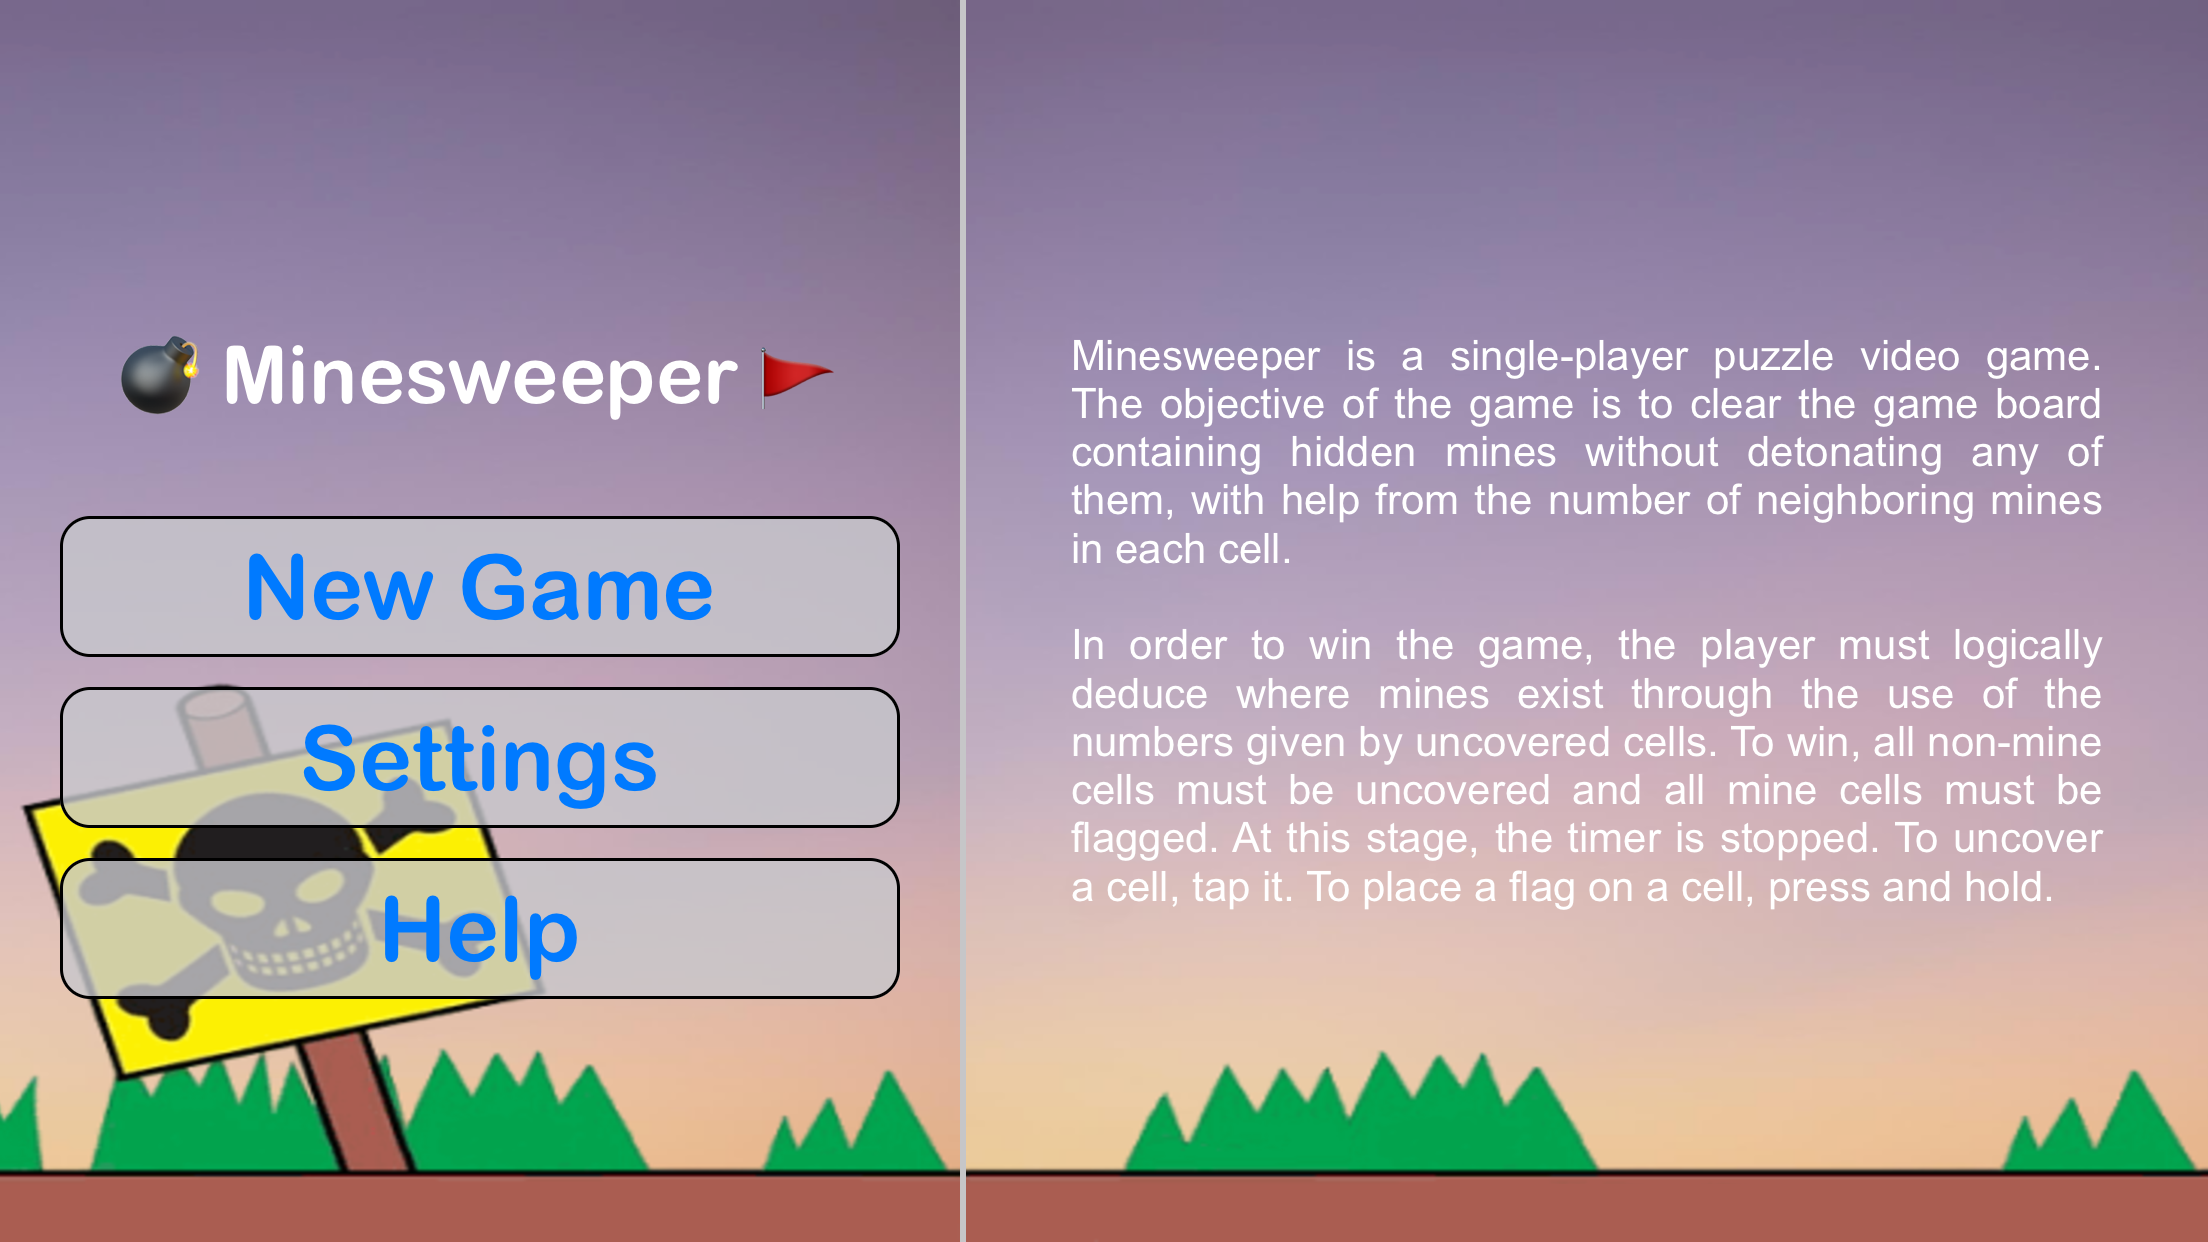 Minesweeper
New Game
Settings
Help
Minesweeper is a single-player puzzle video game.
The objective of the game is to clear the game board
containing hidden mines without detonating any of
them, with help from the number of neighboring mines
in each cell.
In order to win the game, the player must logically
deduce where mines exist through the use of the
numbers given by uncovered cells. To win, all non-mine
cells must be uncovered and all mine cells must be
flagged. At this stage, the timer is stopped. To uncover
a cell, tap it. To place a flag on a cell, press and hold.